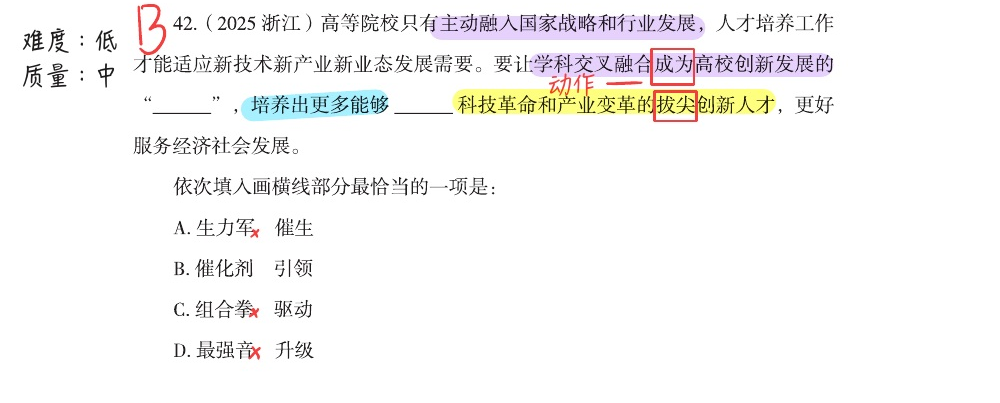 难度：低
质量：中
B
42.（2025 浙江）高等院校只有主动融入国家战略和行业发展，人才培养工作
才能适应新技术新产业新业态发展需要。要让学科交叉融合成为高校创新发展的
动作
“______”，培养出更多能够______科技革命和产业变革的拔尖创新人才，更好
服务经济社会发展。
依次填入画横线部分最恰当的一项是：
A. 生力军 催生
B. 催化剂 引领
C. 组合拳 驱动
D. 最强音 升级